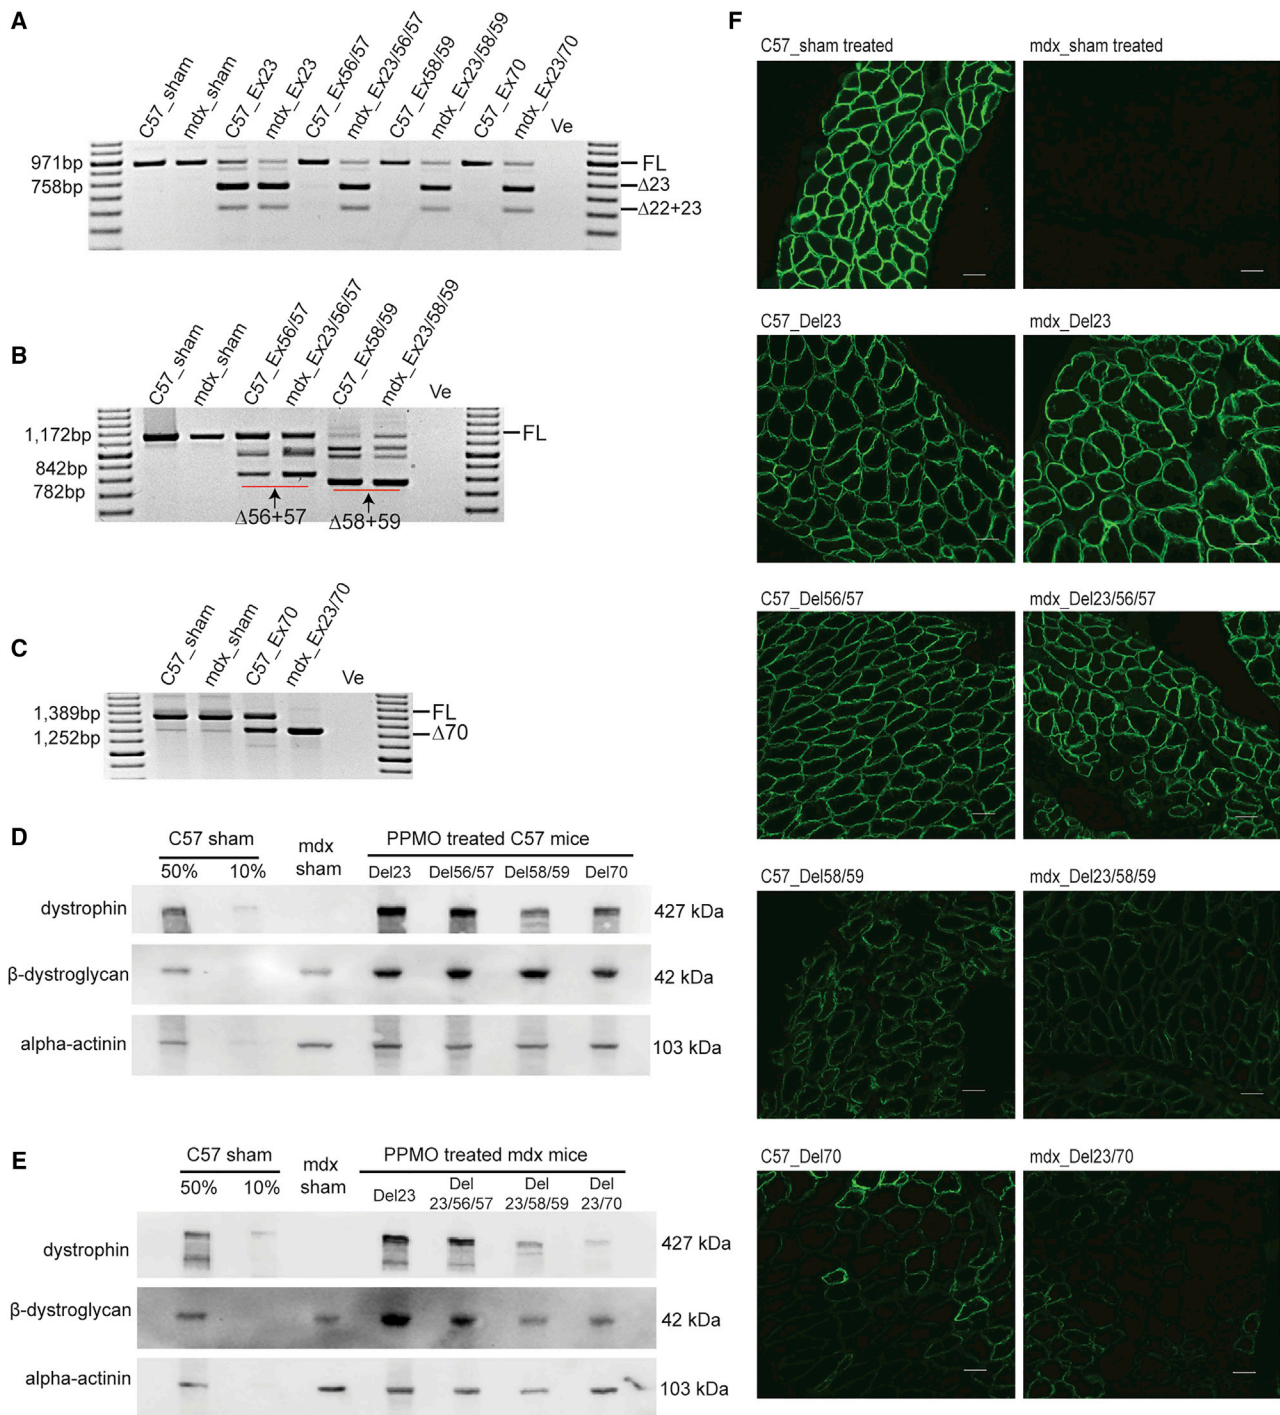 A
C57_sham
mdx_sham
C57_Ex23
mdx_Ex23
C57_Ex56/57
mdx_Ex23/56/57
C57_Ex58/59
mdx_Ex23/58/59
C57_Ex70
mdx_Ex23/70
Ve
971bp
758bp
FL
Δ23
Δ22+23
B
C57_sham
mdx_sham
C57_Ex56/57
mdx_Ex23/56/57
C57_Ex58/59
mdx_Ex23/58/59
Ve
1,172bp
842bp
782bp
FL
Δ56+57
Δ58+59
C
C57_sham
mdx_sham
C57_Ex70
mdx_Ex23/70
Ve
1,389bp
1,252bp
FL
Δ70
D
C57 sham
mdx
sham
PPMO treated C57 mice
50%
10%
Del23
Del56/57
Del58/59
Del70
dystrophin
427 kDa
β-dystroglycan
42 kDa
alpha-actinin
103 kDa
E
C57 sham
mdx
sham
PPMO treated mdx mice
50%
10%
Del23
Del
23/56/57
Del
23/58/59
Del
23/70
dystrophin
427 kDa
β-dystroglycan
42 kDa
alpha-actinin
103 kDa
F
C57_sham treated
mdx_sham treated
C57_Del23
mdx_Del23
C57_Del56/57
mdx_Del23/56/57
C57_Del58/59
mdx_Del23/58/59
C57_Del70
mdx_Del23/70